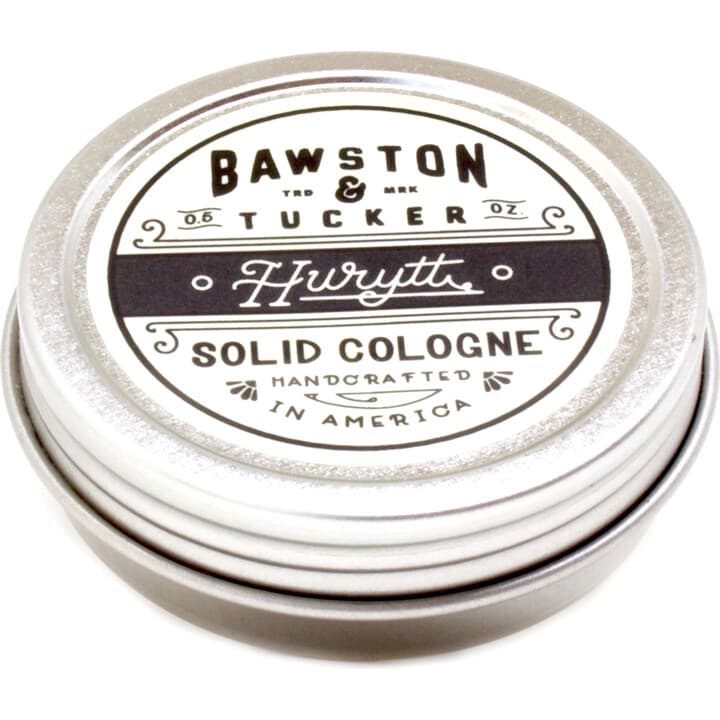 BAWSTON
TRD & MRK
0.5 TUCKER OZ.
Hurytt
SOLID COLOGNE
HANDCRAFTED
IN AMERICA